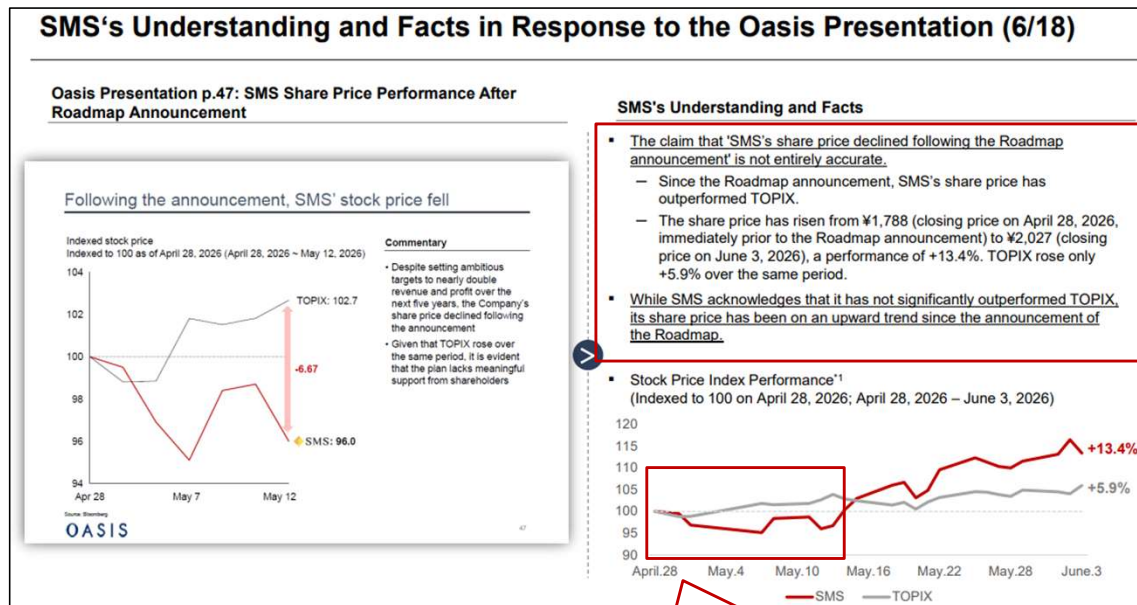 SMS‘s Understanding and Facts in Response to the Oasis Presentation (6/18)
Oasis Presentation p.47: SMS Share Price Performance After
Roadmap Announcement
Following the announcement, SMS' stock price fell
Indexed stock price
Indexed to 100 as of April 28, 2026 (April 28, 2026 ~ May 12, 2026)
104
102
100
98
96
94
TOPIX: 102.7
-6.67
SMS: 96.0
Apr 28
May 7
May 12
Commentary
• Despite setting ambitious
targets to nearly double
revenue and profit over the
next five years, the Company's
share price declined following
the announcement
• Given that TOPIX rose over
the same period, it is evident
that the plan lacks meaningful
support from shareholders
Source: Bloomberg
OASIS
47
>
SMS's Understanding and Facts
▪ The claim that 'SMS's share price declined following the Roadmap
announcement' is not entirely accurate.
— Since the Roadmap announcement, SMS's share price has
outperformed TOPIX.
— The share price has risen from ¥1,788 (closing price on April 28, 2026,
immediately prior to the Roadmap announcement) to ¥2,027 (closing
price on June 3, 2026), a performance of +13.4%. TOPIX rose only
+5.9% over the same period.
▪ While SMS acknowledges that it has not significantly outperformed TOPIX,
its share price has been on an upward trend since the announcement of
the Roadmap.
▪ Stock Price Index Performance*1
(Indexed to 100 on April 28, 2026; April 28, 2026 – June 3, 2026)
120
115
110
105
100
95
90
+13.4%
+5.9%
April.28
May.4
May.10
May.16
May.22
May.28
June.3
SMS
TOPIX